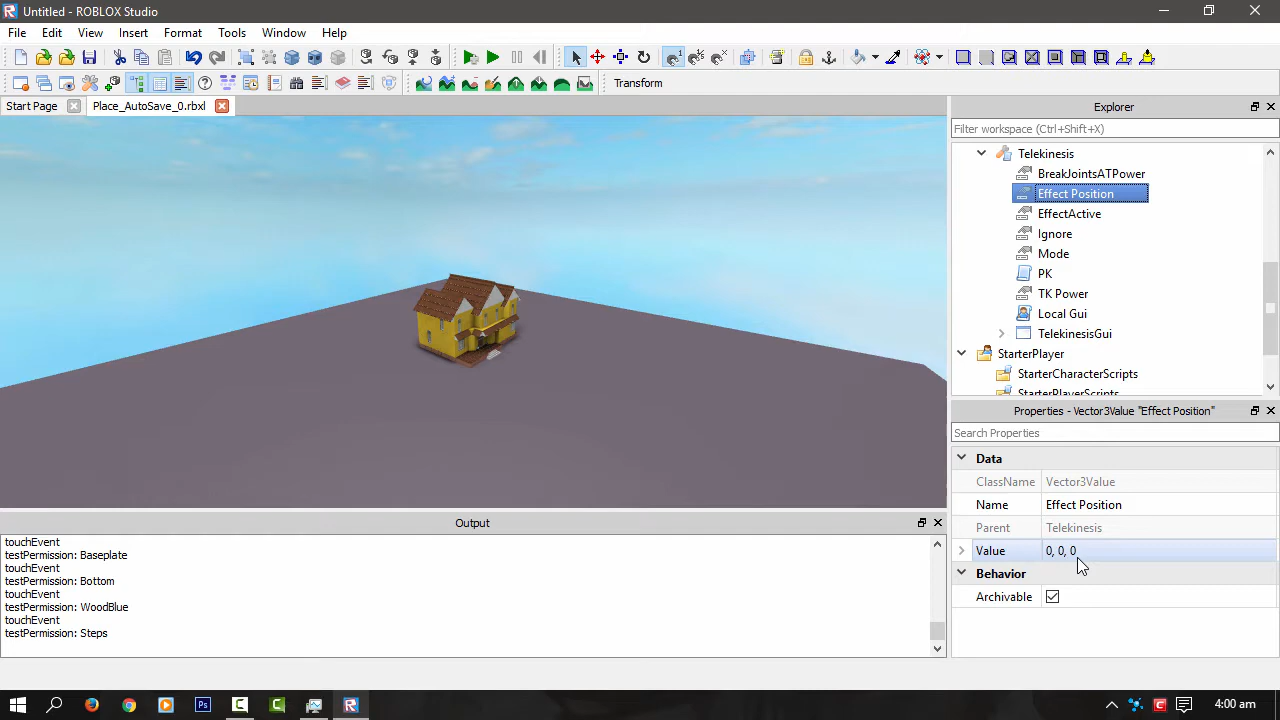 Untitled - ROBLOX Studio
File Edit View Insert Format Tools Window Help
Transform
Start Page Place_AutoSave_0.rbxl
Explorer
Filter workspace (Ctrl+Shift+X)
Telekinesis
BreakJointsATPower
Effect Position
EffectActive
Ignore
Mode
PK
TK Power
Local Gui
TelekinesisGui
StarterPlayer
StarterCharacterScripts
StarterPlayerScripts
Properties - Vector3Value "Effect Position"
Search Properties
Data
ClassName Vector3Value
Name Effect Position
Parent Telekinesis
Value 0, 0, 0
Behavior
Archivable
Output
touchEvent
testPermission: Baseplate
touchEvent
testPermission: Bottom
touchEvent
testPermission: WoodBlue
touchEvent
testPermission: Steps
4:00 am